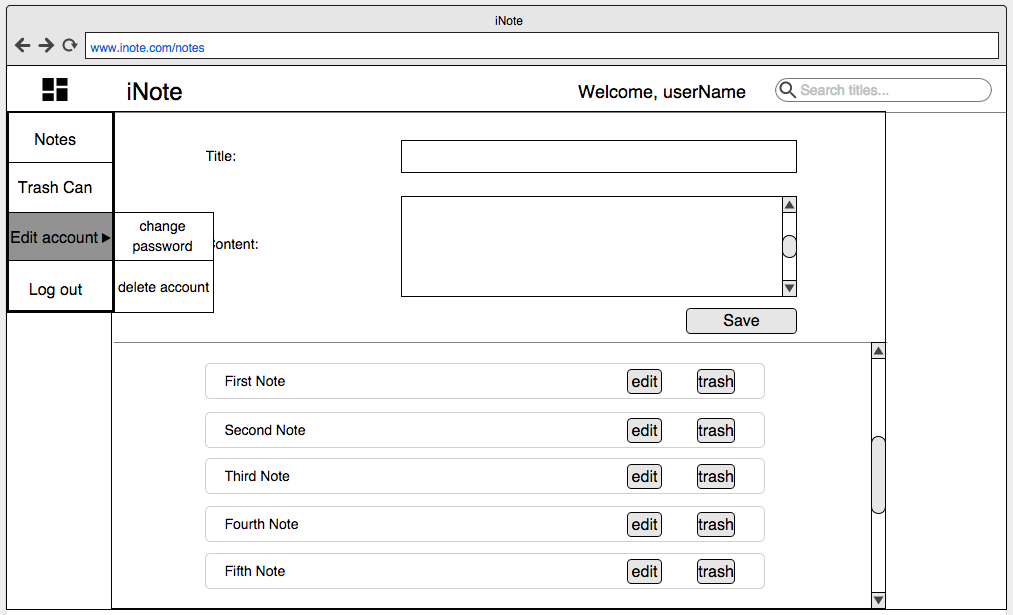 iNote
www.inote.com/notes
iNote
Welcome, userName
Search titles...
Notes
Trash Can
Edit account
Log out
change
password
delete account
Title:
ontent:
Save
First Note
edit
trash
Second Note
edit
trash
Third Note
edit
trash
Fourth Note
edit
trash
Fifth Note
edit
trash